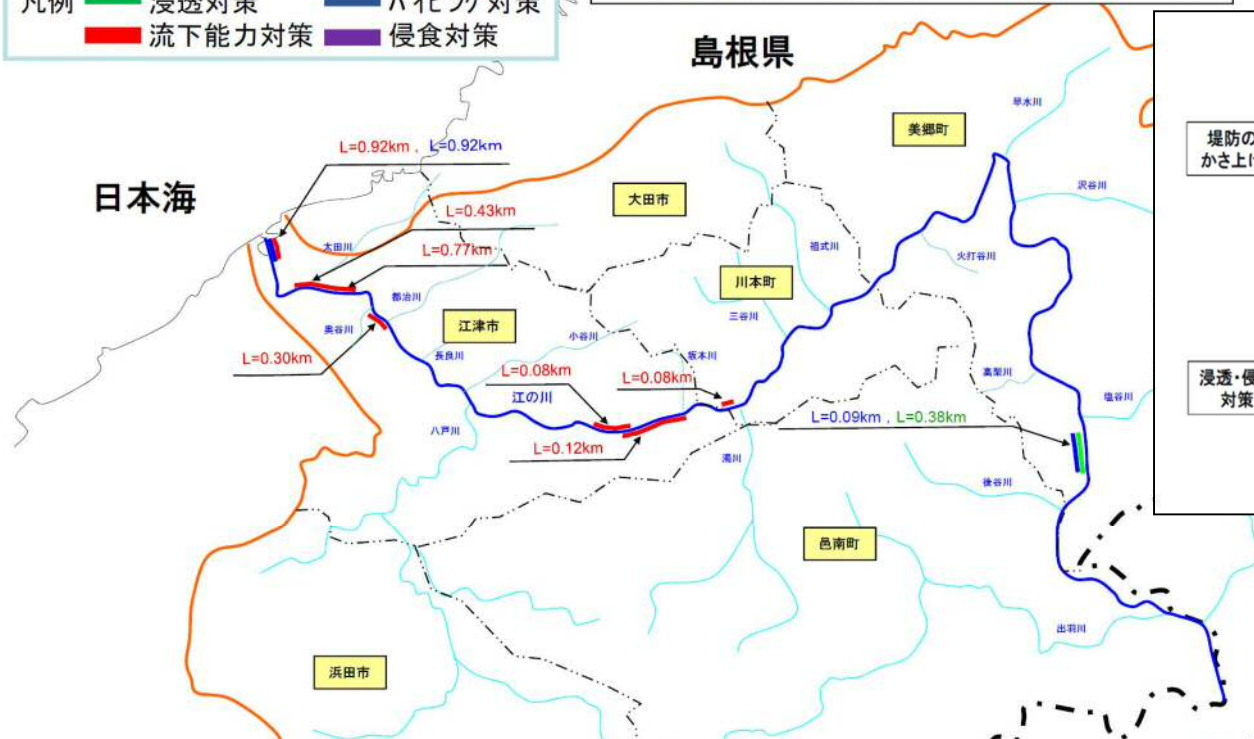 凡例 浸透対策 パイピング対策
流下能力対策 侵食対策
島根県
日本海
美郷町
早水川
沢谷川
L=0.92km , L=0.92km
大田市
L=0.43km
L=0.77km
太田川
祖式川
火打谷川
都治川
川本町
江津市
三谷川
奥谷川
小谷川
坂本川
長良川
L=0.30km
L=0.08km
L=0.08km
江の川
高梨川
塩谷川
八戸川
L=0.12km
濁川
L=0.09km , L=0.38km
後谷川
邑南町
出羽川
浜田市
堤防の
かさ上げ
浸透・侵
対策